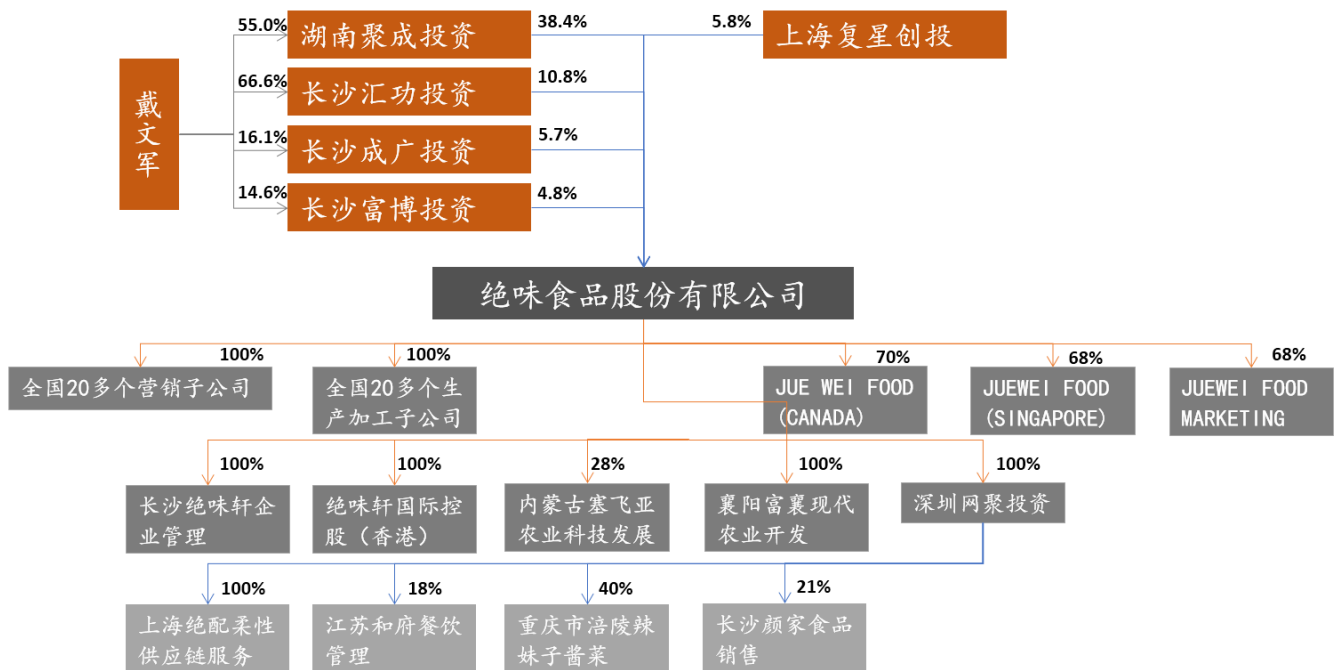 55.0%
湖南聚成投资
38.4%
5.8%
上海复星创投
戴文军
66.6%
长沙汇功投资
10.8%
16.1%
长沙成广投资
5.7%
14.6%
长沙富博投资
4.8%
绝味食品股份有限公司
100%
100%
70%
68%
68%
全国20多个营销子公司
全国20多个生
产加工子公司
JUE WEI FOOD
(CANADA)
JUEWEI FOOD
(SINGAPORE)
JUEWEI FOOD
MARKETING
100%
100%
28%
100%
100%
长沙绝味轩企
业管理
绝味轩国际控
股（香港）
内蒙古塞飞亚
农业科技发展
襄阳富襄现代
农业开发
深圳网聚投资
100%
18%
40%
21%
上海绝配柔性
供应链服务
江苏和府餐饮
管理
重庆市涪陵辣
妹子酱菜
长沙颜家食品
销售